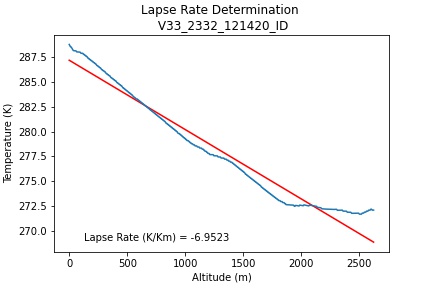 Lapse Rate Determination
V33_2332_121420_ID
Temperature (K)
287.5
285.0
282.5
280.0
277.5
275.0
272.5
270.0
Lapse Rate (K/Km) = -6.9523
0 500 1000 1500 2000 2500
Altitude (m)